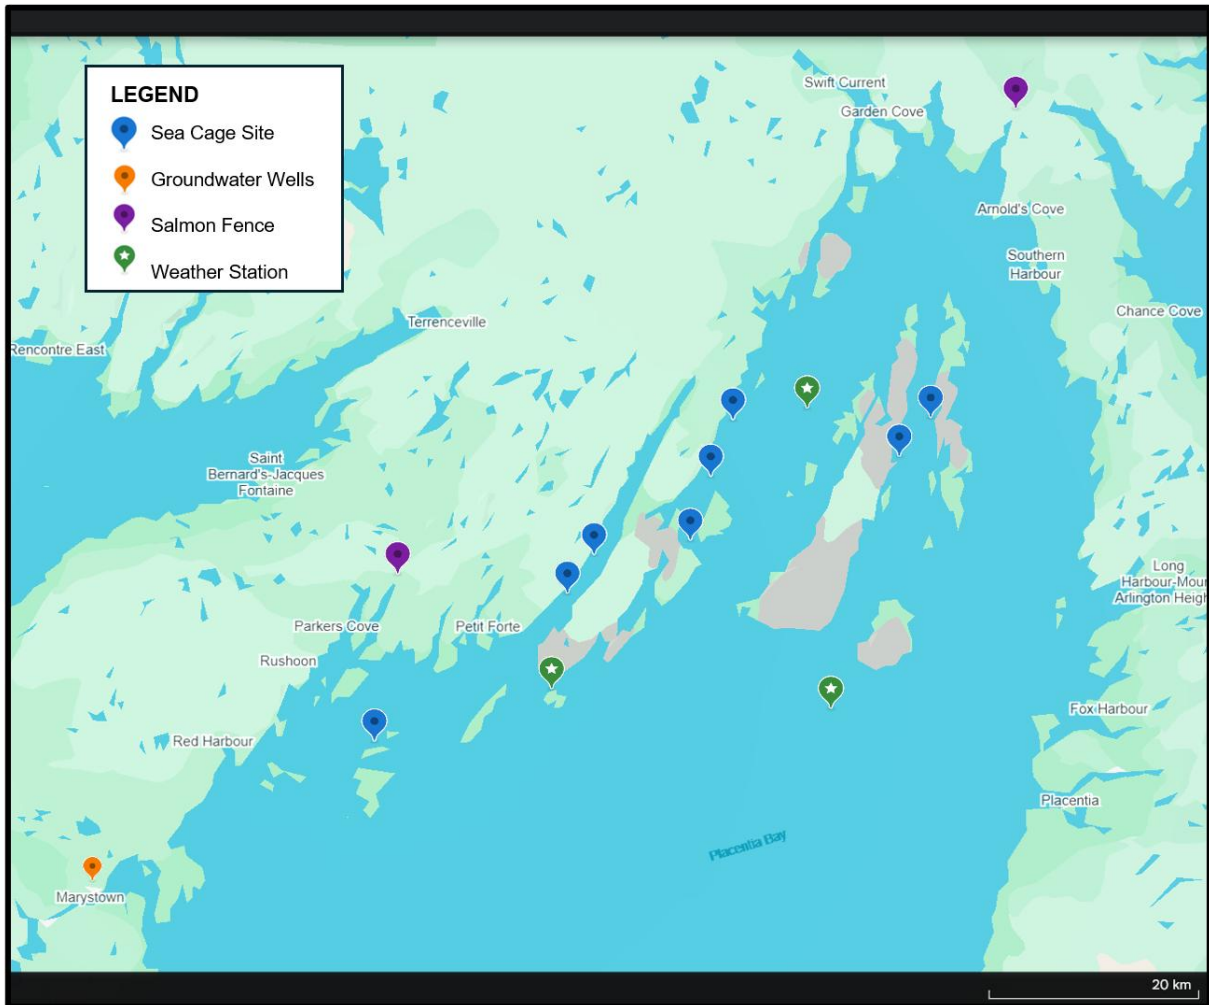 LEGEND
Sea Cage Site
Groundwater Wells
Salmon Fence
Weather Station
Swift Current
Garden Cove
Arnold's Cove
Southern
Harbour
Chance Cove
Terrenceville
Rencontre East
Saint
Bernard's-Jacques
Fontaine
Long
Harbour-Mou
Arlington Heigh
Parkers Cove
Petit Forte
Rushoon
Fox Harbour
Red Harbour
Placentia
Placentia Bay
Marystown
20 km